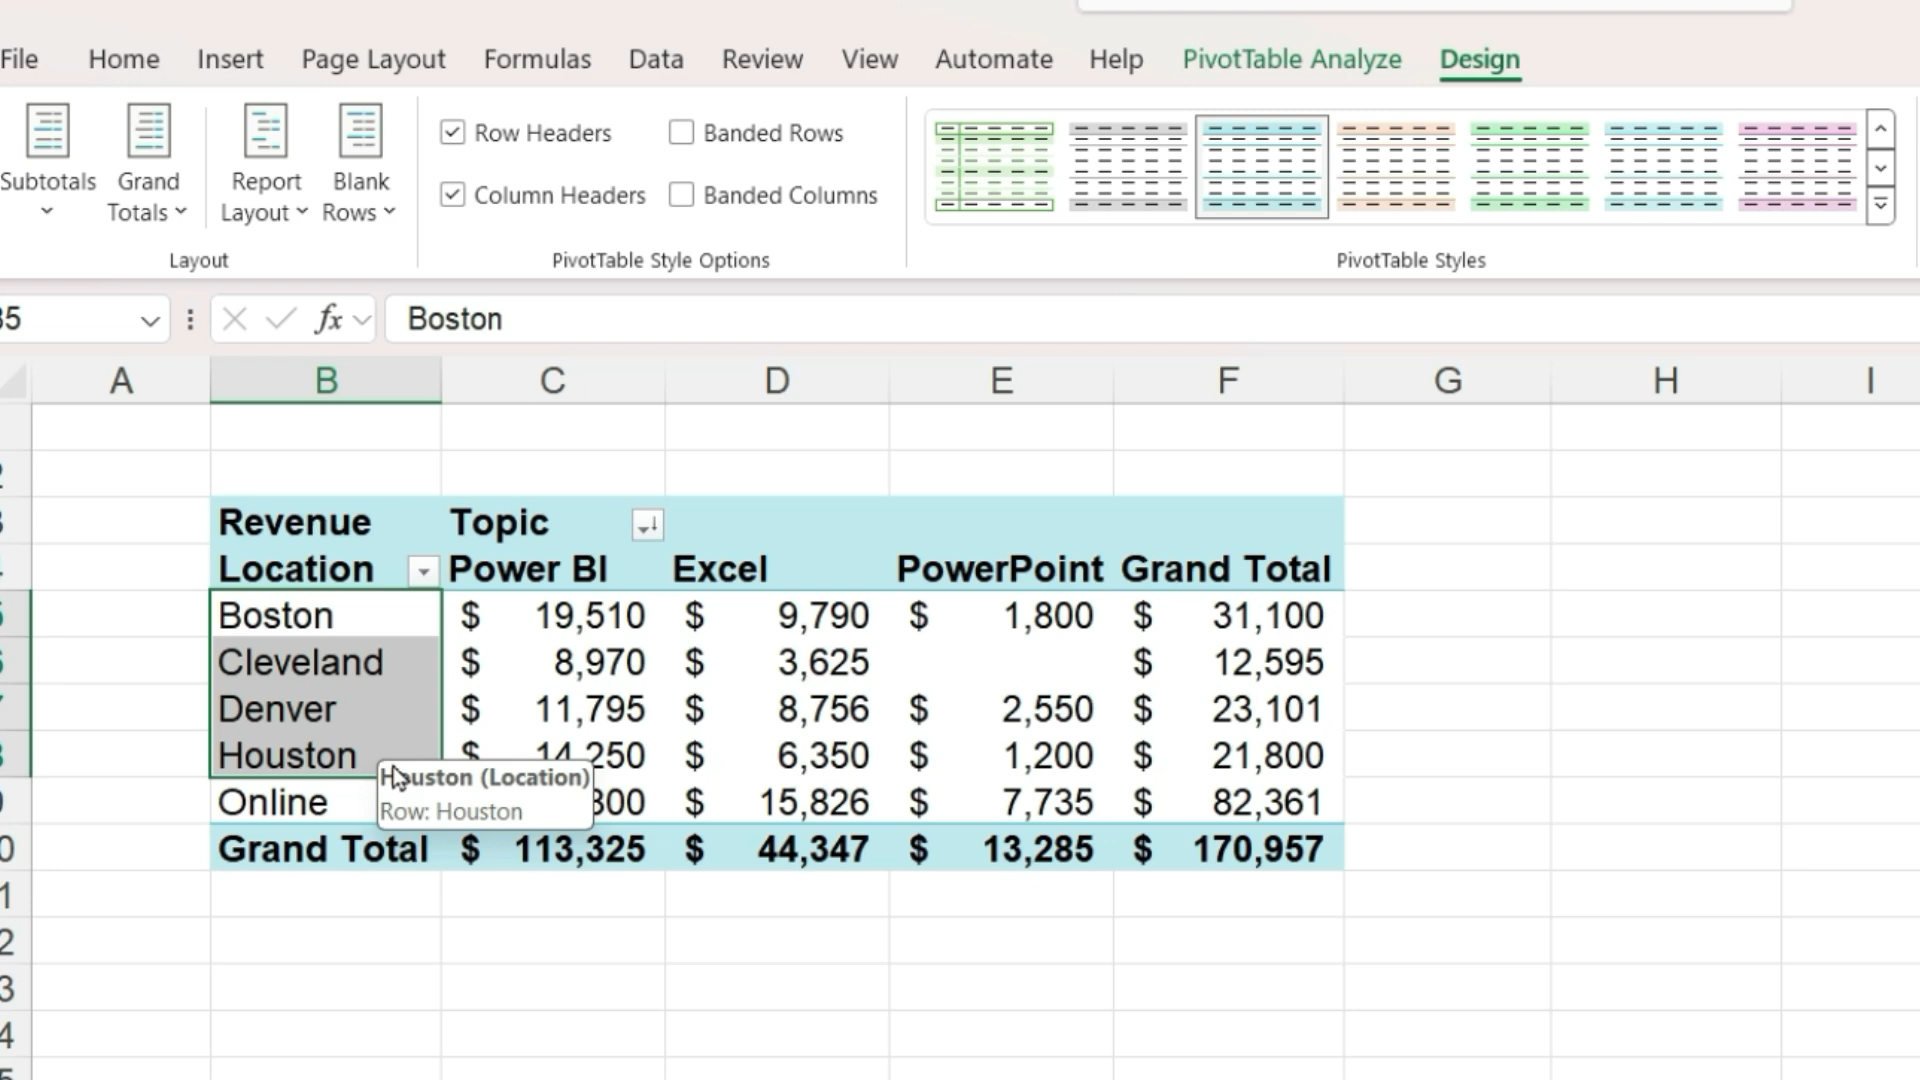 File Home Insert Page Layout Formulas Data Review View Automate Help PivotTable Analyze Design
Subtotals Grand Totals Report Layout Blank Rows
Row Headers Banded Rows
Column Headers Banded Columns
Layout PivotTable Style Options PivotTable Styles
fx Boston
A B C D E F G H I
Revenue Topic
Location Power BI Excel PowerPoint Grand Total
Boston $ 19,510 $ 9,790 $ 1,800 $ 31,100
Cleveland $ 8,970 $ 3,625 $ 12,595
Denver $ 11,795 $ 8,756 $ 2,550 $ 23,101
Houston $ 14,250 $ 6,350 $ 1,200 $ 21,800
Houston (Location)
Row: Houston
Online 800 $ 15,826 $ 7,735 $ 82,361
Grand Total $ 113,325 $ 44,347 $ 13,285 $ 170,957